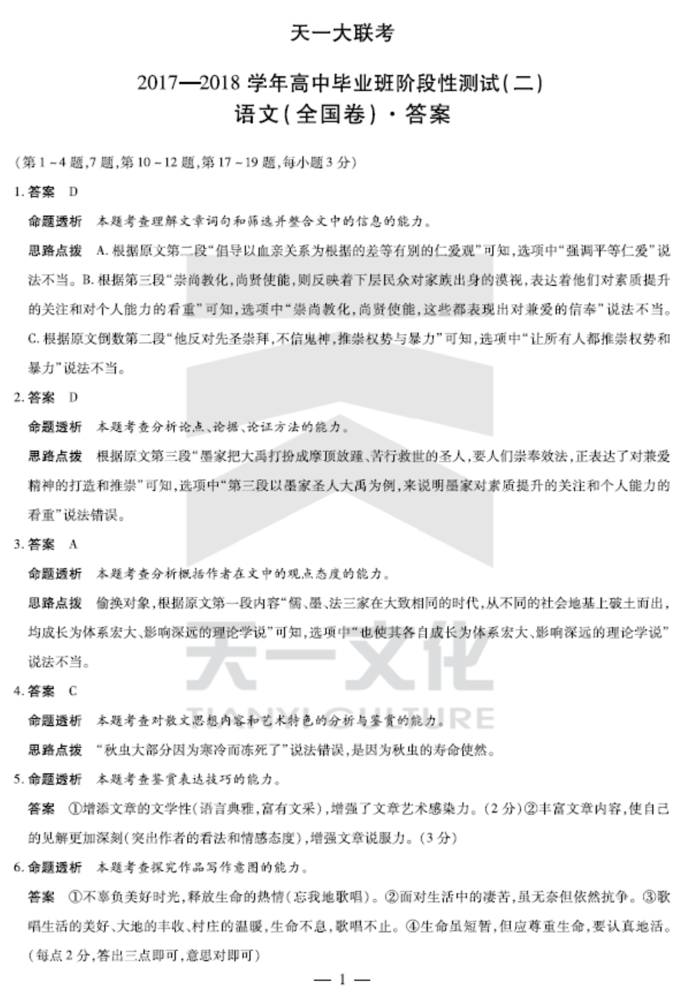 天一大联考
2017—2018 学年高中毕业班阶段性测试(二)
语文(全国卷)·答案
(第1~4题,7题,第10~12题,第17~19题,每小题3分)
1.答案 D
命题透析 本题考查理解文章词句和筛选并整合文中的信息的能力。
思路点拨 A.根据原文第二段“倡导以血亲关系为根据的差等有别的仁爱观”可知,选项中“强调平等仁爱”说
法不当。B.根据第三段“崇尚教化,尚贤使能,则反映着下层民众对家族出身的漠视,表达着他们对素质提升
的关注和对个人能力的看重”可知,选项中“崇尚教化,尚贤使能,这些都表现出对兼爱的信奉”说法不当。
C.根据原文倒数第二段“他反对先圣崇拜,不信鬼神,推崇权势与暴力”可知,选项中“让所有人都推崇权势和
暴力”说法不当。
2.答案 D
命题透析 本题考查分析论点、论据、论证方法的能力。
思路点拨 根据原文第三段“墨家把大禹打扮成摩顶放踵、苦行救世的圣人,要人们崇奉效法,正表达了对兼爱
精神的打造和推崇”可知,选项中“第三段以墨家圣人大禹为例,来说明墨家对素质提升的关注和个人能力的
看重”说法错误。
3.答案 A
命题透析 本题考查分析概括作者在文中的观点态度的能力。
思路点拨 偷换对象,根据原文第一段内容“儒、墨、法三家在大致相同的时代,从不同的社会地基上破土而出,
均成长为体系宏大、影响深远的理论学说”可知,选项中“也使其各自成长为体系宏大、影响深远的理论学说”
说法不当。
4.答案 C
命题透析 本题考查对散文思想内容和艺术特色的分析与鉴赏的能力。
思路点拨 “秋虫大部分因为寒冷而冻死了”说法错误,是因为秋虫的寿命使然。
5.命题透析 本题考查鉴赏表达技巧的能力。
答案 ①增添文章的文学性(语言典雅,富有文采),增强了文章艺术感染力。(2分)②丰富文章内容,使自己
的见解更加深刻(突出作者的看法和情感态度),增强文章说服力。(3分)
6.命题透析 本题考查探究作品写作意图的能力。
答案 ①不辜负美好时光,释放生命的热情(忘我地歌唱)。②面对生活中的凄苦,虽无奈但依然抗争。③歌
唱生活的美好、大地的丰收、村庄的温暖,生命不息,歌唱不止。④生命虽短暂,但应尊重生命,要认真地活。
(每点2分,答出三点即可,意思对即可)
— 1 —
天一文化
TIANYI CULTURE